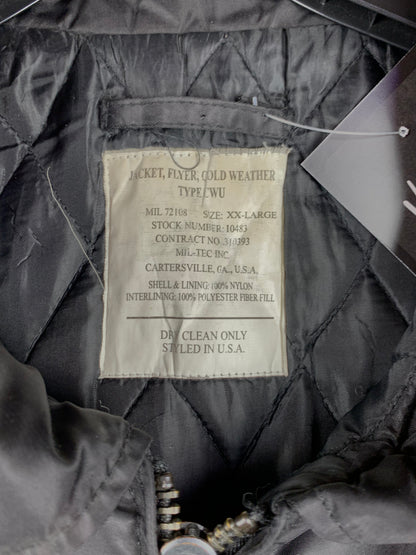 JACKET, FLYER, COLD WEATHER
TYPE CWU
MIL 72108 SIZE: XX-LARGE
STOCK NUMBER: 10483
CONTRACT NO 310393
MIL-TEC INC
CARTERSVILLE, GA., U.S.A.
SHELL & LINING: 100% NYLON
INTERLINING: 100% POLYESTER FIBER FILL
DRY CLEAN ONLY
STYLED IN U.S.A.